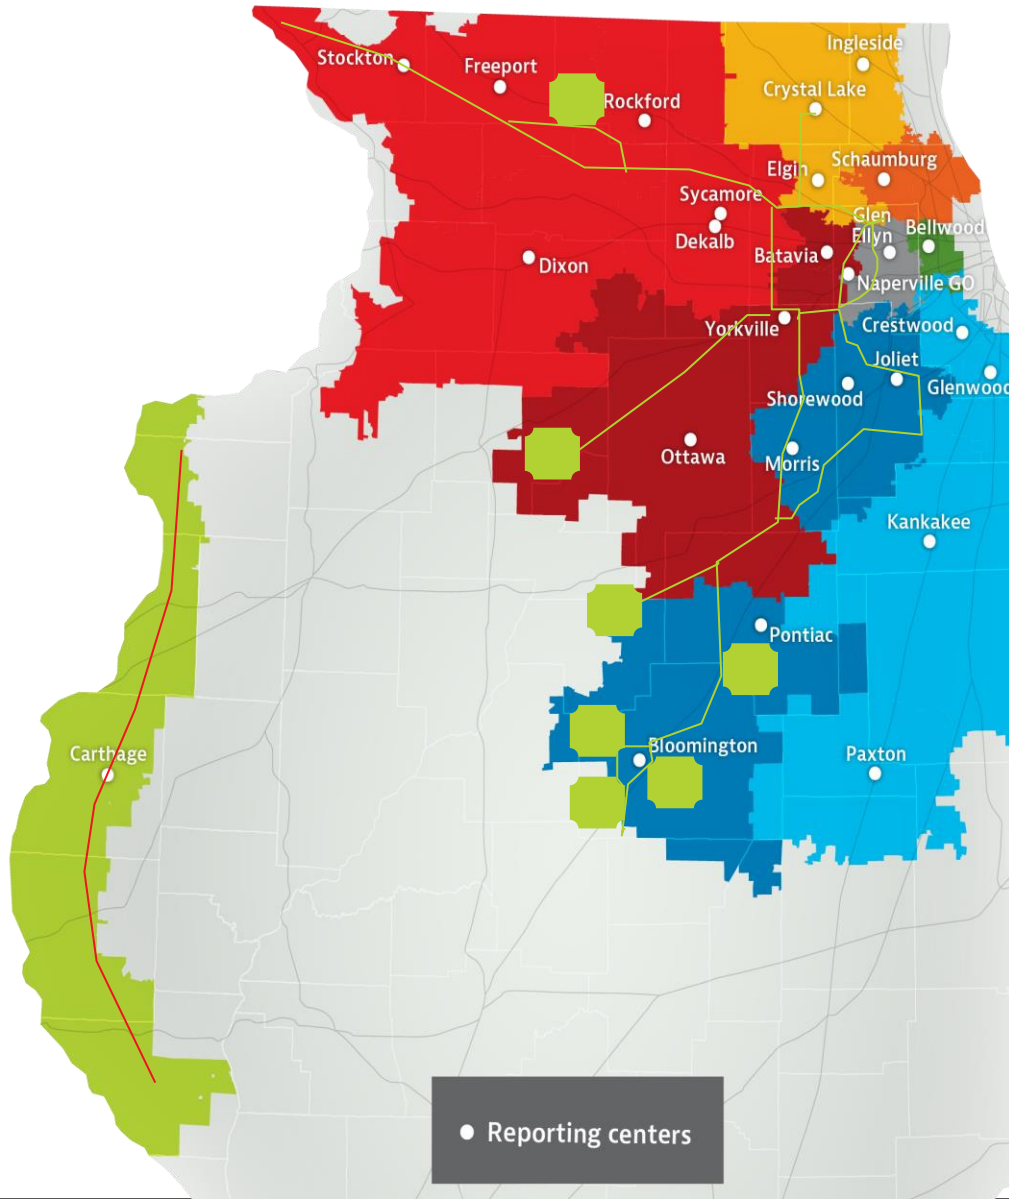 Ingleside
Stockton
Freeport
Crystal Lake
Rockford
Elgin
Schaumburg
Sycamore
Glen
Ellyn
Bellwood
Dekalb
Batavia
Dixon
Naperville GO
Yorkville
Crestwood
Joliet
Glenwood
Shorewood
Ottawa
Morris
Kankakee
Pontiac
Carthage
Bloomington
Paxton
Reporting centers